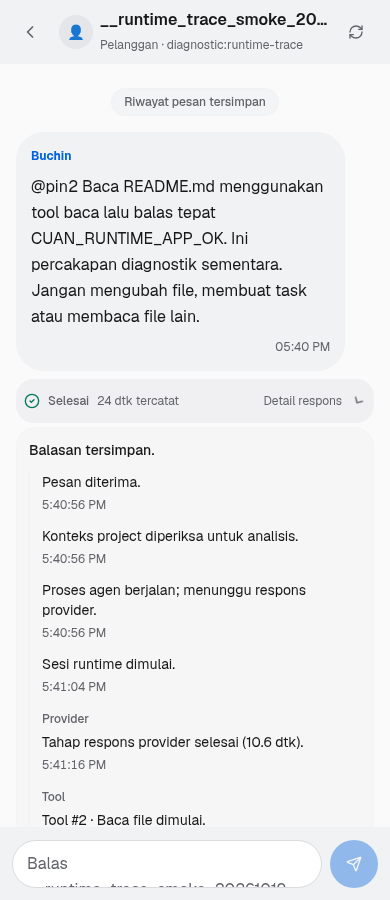 __runtime_trace_smoke_20...
Pelanggan · diagnostic:runtime-trace
Riwayat pesan tersimpan
Buchin
@pin2 Baca README.md menggunakan
tool baca lalu balas tepat
CUAN_RUNTIME_APP_OK. Ini
percakapan diagnostik sementara.
Jangan mengubah file, membuat task
atau membaca file lain.
05:40 PM
Selesai 24 dtk tercatat Detail respons
Balasan tersimpan.
Pesan diterima.
5:40:56 PM
Konteks project diperiksa untuk analisis.
5:40:56 PM
Proses agen berjalan; menunggu respons
provider.
5:40:56 PM
Sesi runtime dimulai.
5:41:04 PM
Provider
Tahap respons provider selesai (10.6 dtk).
5:41:16 PM
Tool
Tool #2 · Baca file dimulai.
Balas